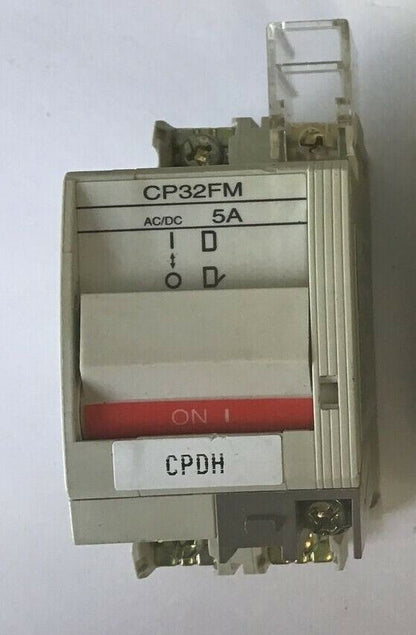 CP32FM
AC/DC 5A
I
O
ON I
CPDH